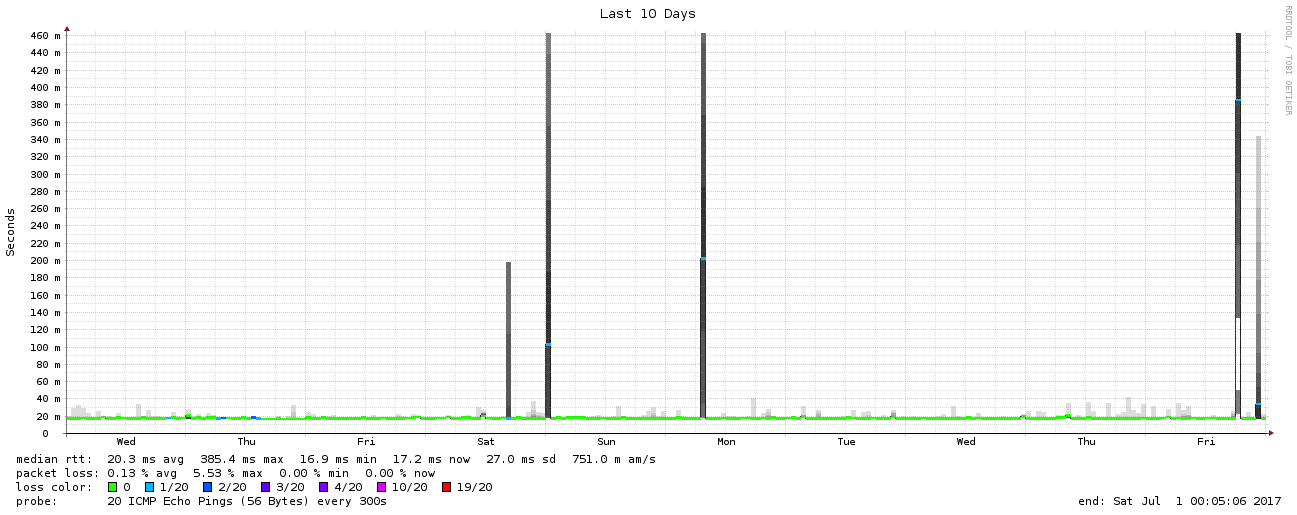 Last 10 Days
RRDTOOL / TOBI OETIKER
Seconds
460 m
440 m
420 m
400 m
380 m
360 m
340 m
320 m
300 m
280 m
260 m
240 m
220 m
200 m
180 m
160 m
140 m
120 m
100 m
80 m
60 m
40 m
20 m
0
Wed Thu Fri Sat Sun Mon Tue Wed Thu Fri
median rtt: 20.3 ms avg 385.4 ms max 16.9 ms min 17.2 ms now 27.0 ms sd 751.0 m am/s
packet loss: 0.13 % avg 5.53 % max 0.00 % min 0.00 % now
loss color: 0 1/20 2/20 3/20 4/20 10/20 19/20
probe: 20 ICMP Echo Pings (56 Bytes) every 300s end: Sat Jul 1 00:05:06 2017